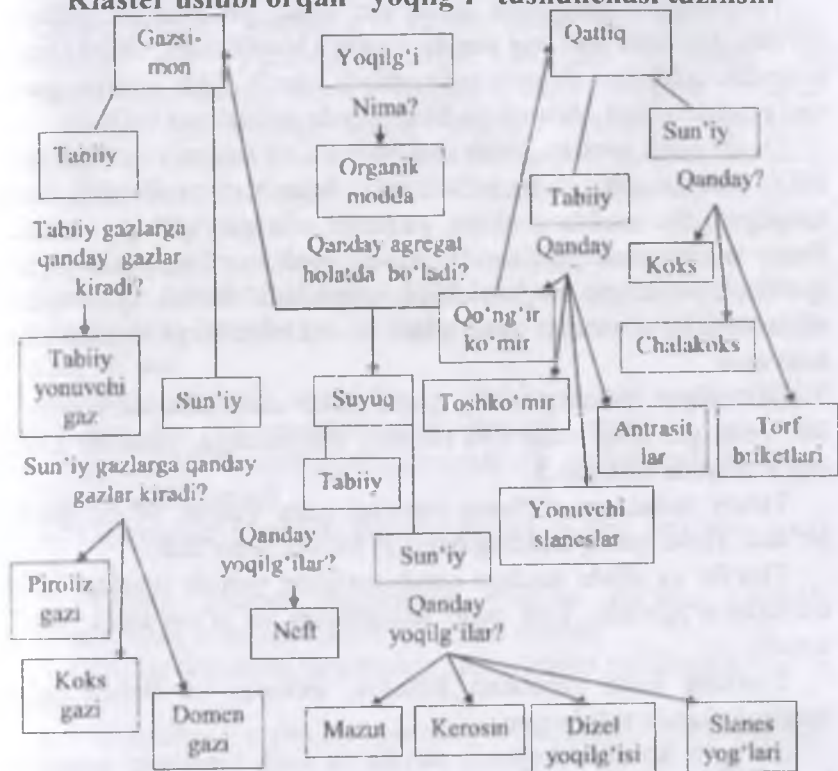 Klaster uslubi orqali "yoqilg'i" tushunchasi tuzilishi
Gazsi-
mon
Yoqilg'i
Qattiq
Nima?
Sun'iy
Tabiiy
Organik
modda
Tabiiy
Qanday?
Tabiiy gazlarga
qanday gazlar
kiradi?
Qanday agregat
holatda bo'ladi?
Qanday
Koks
Qo'ng'ir
ko'mir
Chalakoks
Tabiiy
yonuvchi
gaz
Sun'iy
Suyuq
Toshko'mir
Antrasit
lar
Torf
briketlari
Sun'iy gazlarga qanday
gazlar kiradi?
Tabiiy
Yonuvchi
slaneslar
Qanday
yoqilg'ilar?
Sun'iy
Piroliz
gazi
Neft
Qanday
yoqilg'ilar?
Koks
gazi
Domen
gazi
Mazut
Kerosin
Dizel
yoqilg'isi
Slanes
yog'lari